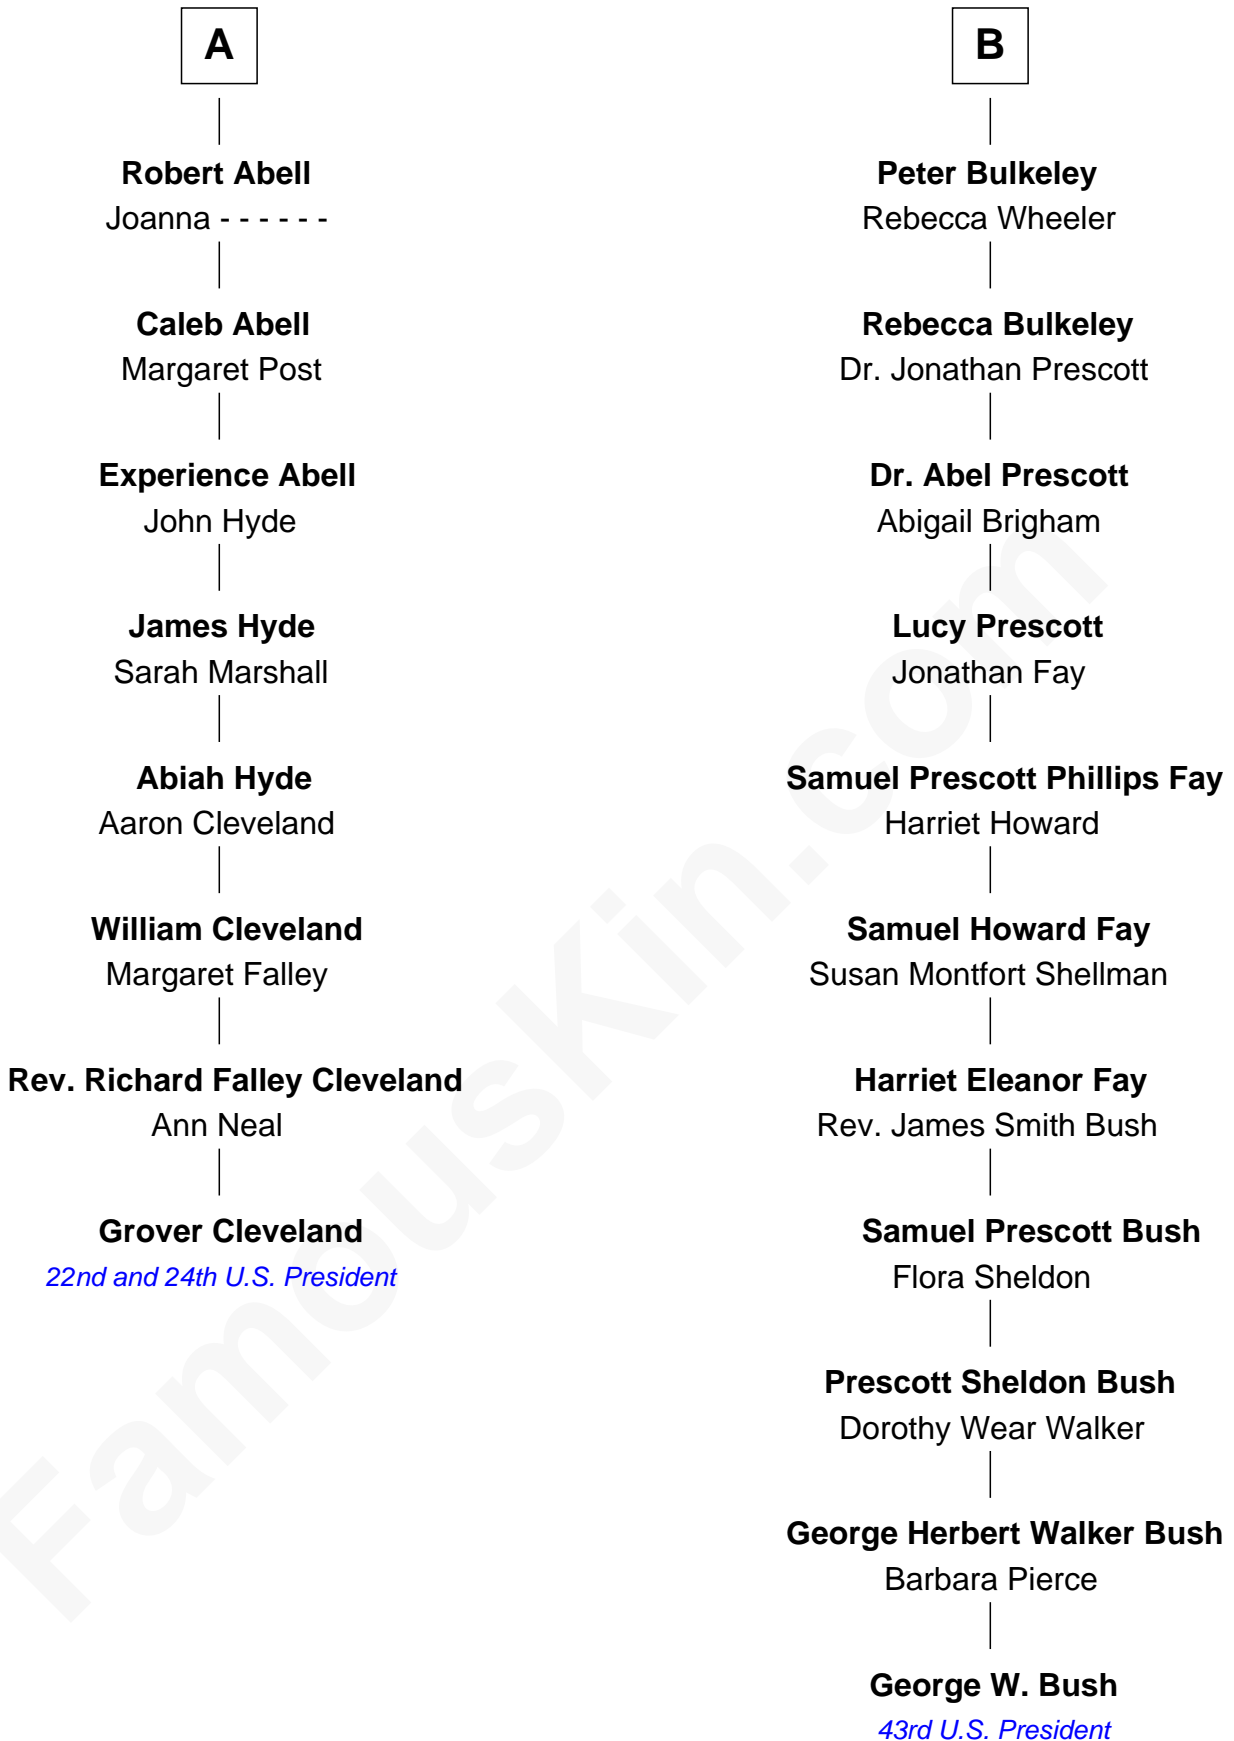 A
Robert Abell
Joanna - - - - - -
Caleb Abell
Margaret Post
Experience Abell
John Hyde
James Hyde
Sarah Marshall
Abiah Hyde
Aaron Cleveland
William Cleveland
Margaret Falley
Rev. Richard Falley Cleveland
Ann Neal
Grover Cleveland
22nd and 24th U.S. President
B
Peter Bulkeley
Rebecca Wheeler
Rebecca Bulkeley
Dr. Jonathan Prescott
Dr. Abel Prescott
Abigail Brigham
Lucy Prescott
Jonathan Fay
Samuel Prescott Phillips Fay
Harriet Howard
Samuel Howard Fay
Susan Montfort Shellman
Harriet Eleanor Fay
Rev. James Smith Bush
Samuel Prescott Bush
Flora Sheldon
Prescott Sheldon Bush
Dorothy Wear Walker
George Herbert Walker Bush
Barbara Pierce
George W. Bush
43rd U.S. President
FamousKin.com